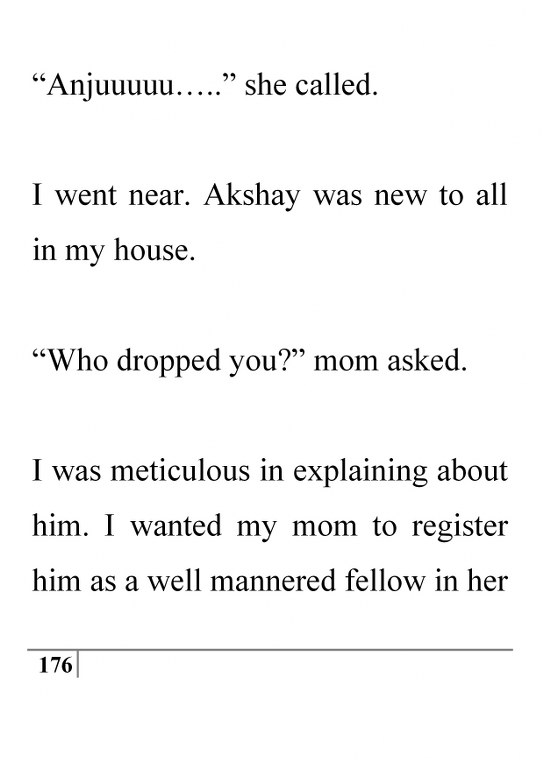 “Anjuuuuu…..” she called.
I went near. Akshay was new to all
in my house.
“Who dropped you?” mom asked.
I was meticulous in explaining about
him. I wanted my mom to register
him as a well mannered fellow in her
176